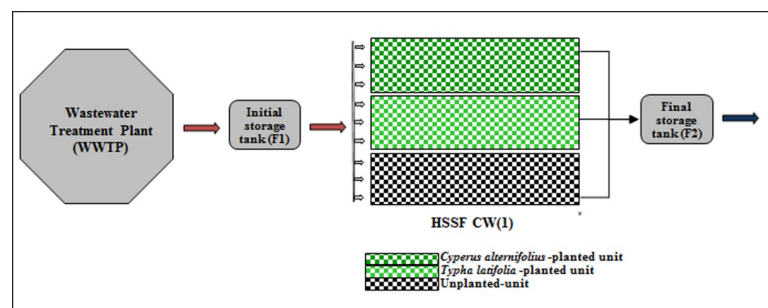 Wastewater
Treatment Plant
(WWTP)
Initial
storage
tank (F1)
Final
storage
tank (F2)
HSSF CW(1)
Cyperus alternifolius -planted unit
Typha latifolia -planted unit
Unplanted-unit